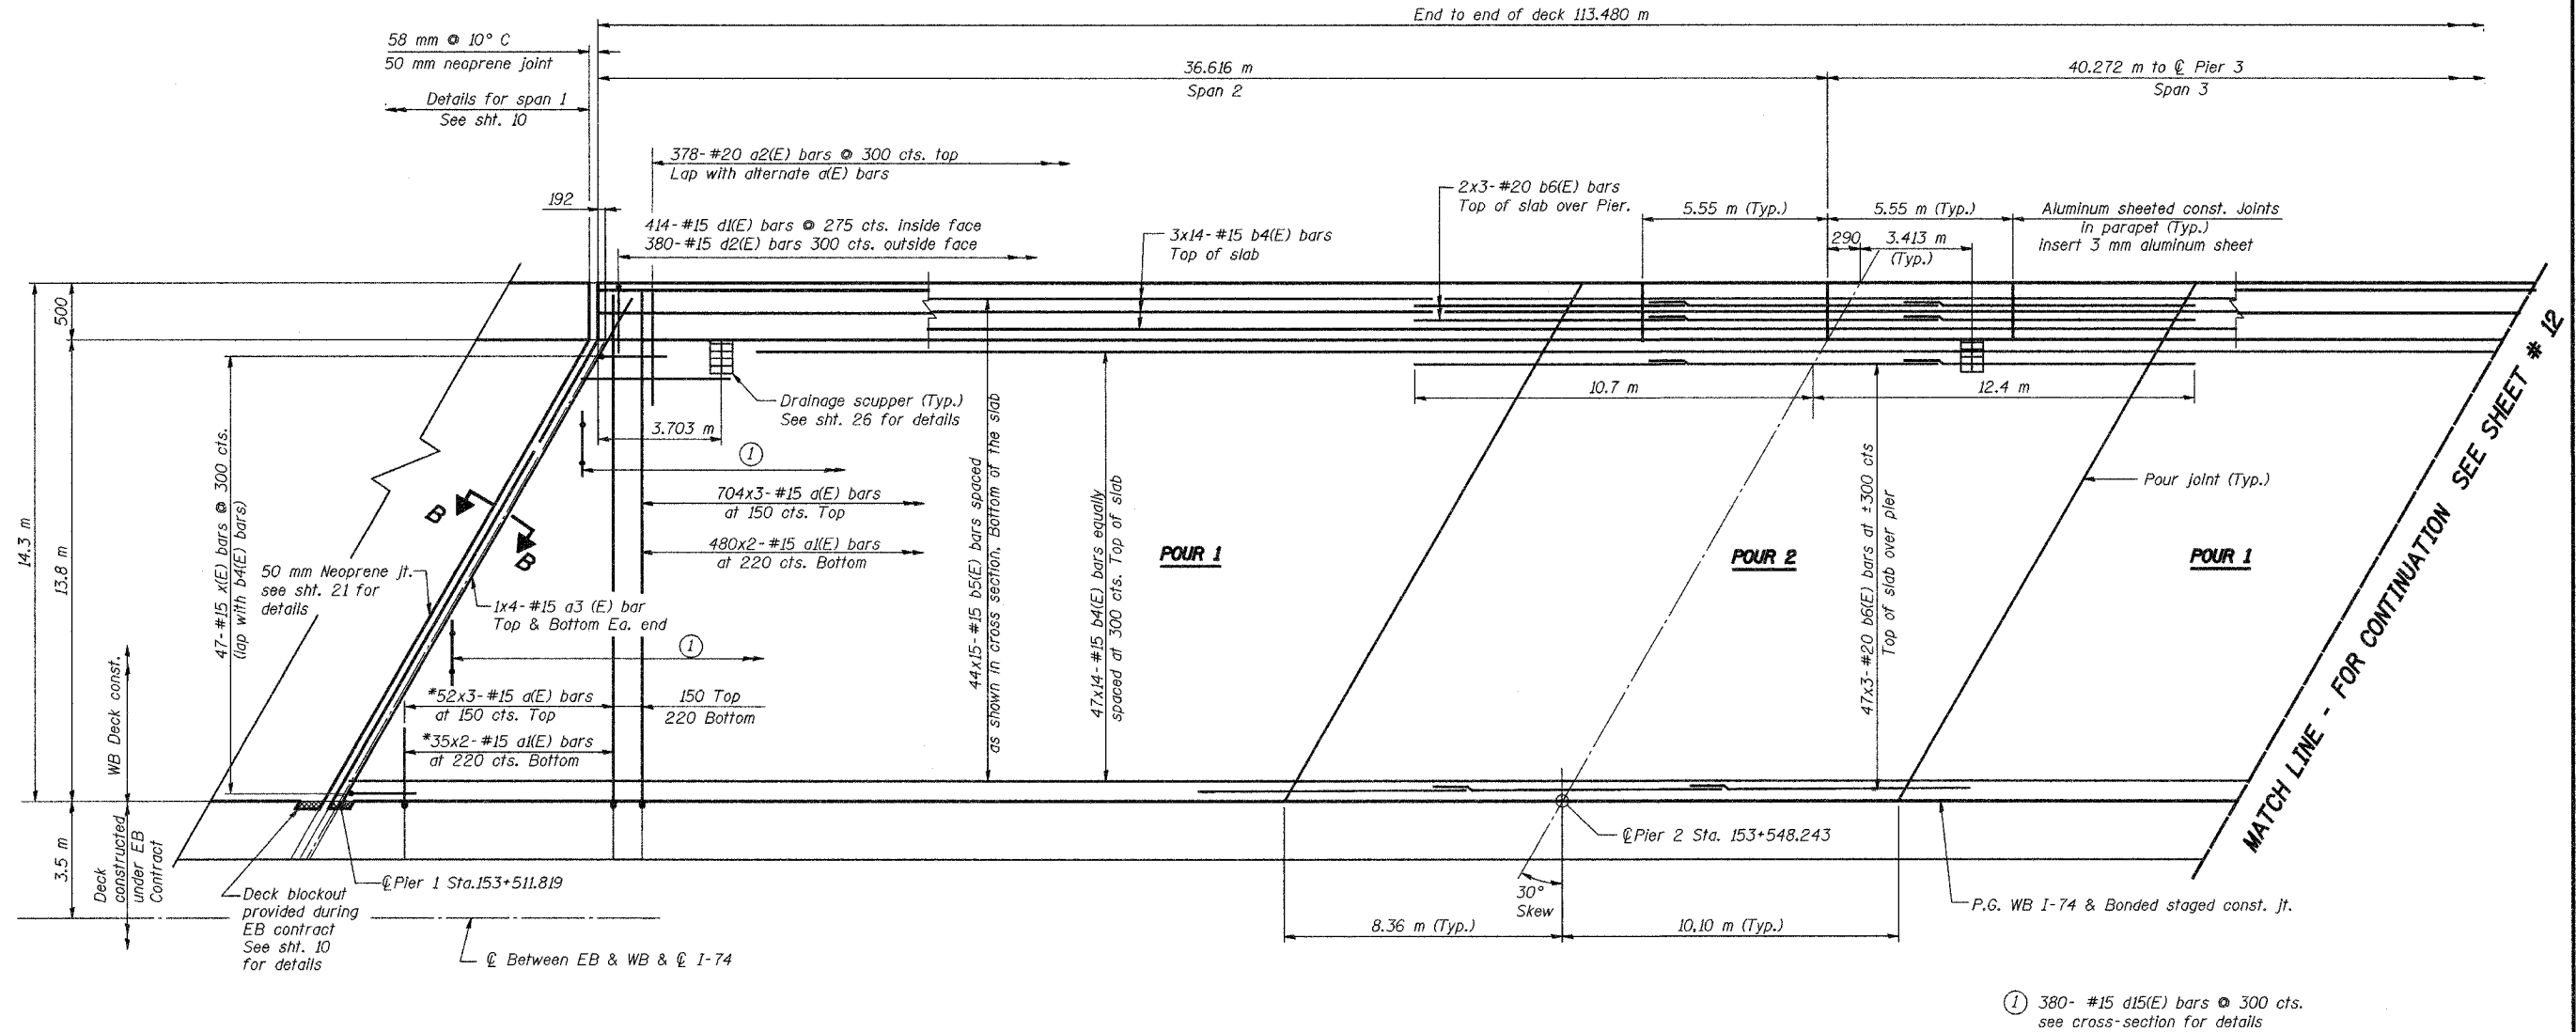 End to end of deck 113.480 m
58 mm @ 10° C
50 mm neoprene joint
36.616 m
Span 2
40.272 m to ℄ Pier 3
Span 3
Details for span 1
See sht. 10
378-#20 a2(E) bars @ 300 cts. top
Lap with alternate a(E) bars
192
414-#15 d1(E) bars @ 275 cts. inside face
380-#15 d2(E) bars 300 cts. outside face
3x14-#15 b4(E) bars
Top of slab
2x3-#20 b6(E) bars
Top of slab over Pier.
5.55 m (Typ.)
5.55 m (Typ.)
290
3.413 m
(Typ.)
Aluminum sheeted const. Joints
in parapet (Typ.)
insert 3 mm aluminum sheet
500
14.3 m
13.8 m
3.5 m
WB Deck const.
Deck
constructed
under EB
Contract
47-#15 x(E) bars @ 300 cts.
(lap with b4(E) bars)
Drainage scupper (Typ.)
See sht. 26 for details
3.703 m
1
704x3-#15 a(E) bars
at 150 cts. Top
480x2-#15 a1(E) bars
at 220 cts. Bottom
B
B
50 mm Neoprene jt.
see sht. 21 for
details
1x4-#15 a3 (E) bar
Top & Bottom Ea. end
1
*52x3-#15 a(E) bars
at 150 cts. Top
150 Top
220 Bottom
*35x2-#15 a1(E) bars
at 220 cts. Bottom
44x15-#15 b5(E) bars spaced
as shown in cross section. Bottom of the slab
47x14-#15 b4(E) bars equally
spaced at 300 cts. Top of slab
POUR 1
10.7 m
12.4 m
POUR 2
47x3-#20 b6(E) bars at ±300 cts
Top of slab over pier
Pour joint (Typ.)
POUR 1
MATCH LINE - FOR CONTINUATION SEE SHEET # 12
℄ Pier 1 Sta.153+511.819
Deck blockout
provided during
EB contract
See sht. 10
for details
℄ Between EB & WB & ℄ I-74
℄ Pier 2 Sta. 153+548.243
30°
Skew
8.36 m (Typ.)
10.10 m (Typ.)
P.G. WB I-74 & Bonded staged const. jt.
1 380- #15 d15(E) bars @ 300 cts.
see cross-section for details